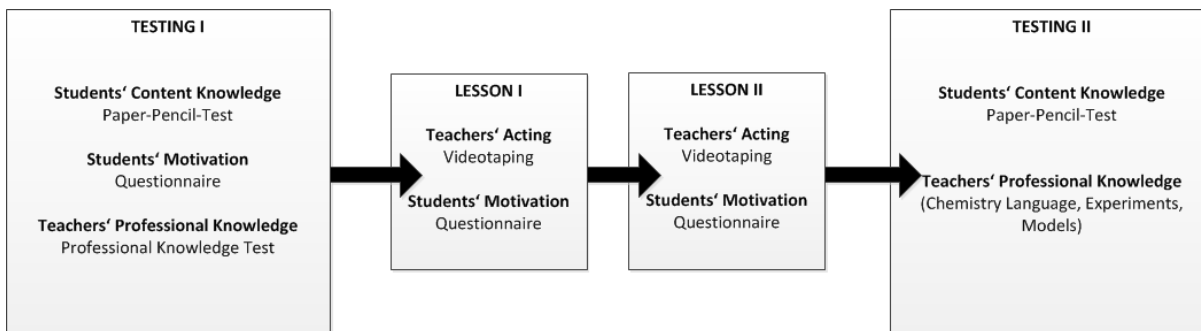 TESTING I
Students‘ Content Knowledge
Paper-Pencil-Test
Students‘ Motivation
Questionnaire
Teachers‘ Professional Knowledge
Professional Knowledge Test
LESSON I
Teachers‘ Acting
Videotaping
Students‘ Motivation
Questionnaire
LESSON II
Teachers‘ Acting
Videotaping
Students‘ Motivation
Questionnaire
TESTING II
Students‘ Content Knowledge
Paper-Pencil-Test
Teachers‘ Professional Knowledge
(Chemistry Language, Experiments,
Models)